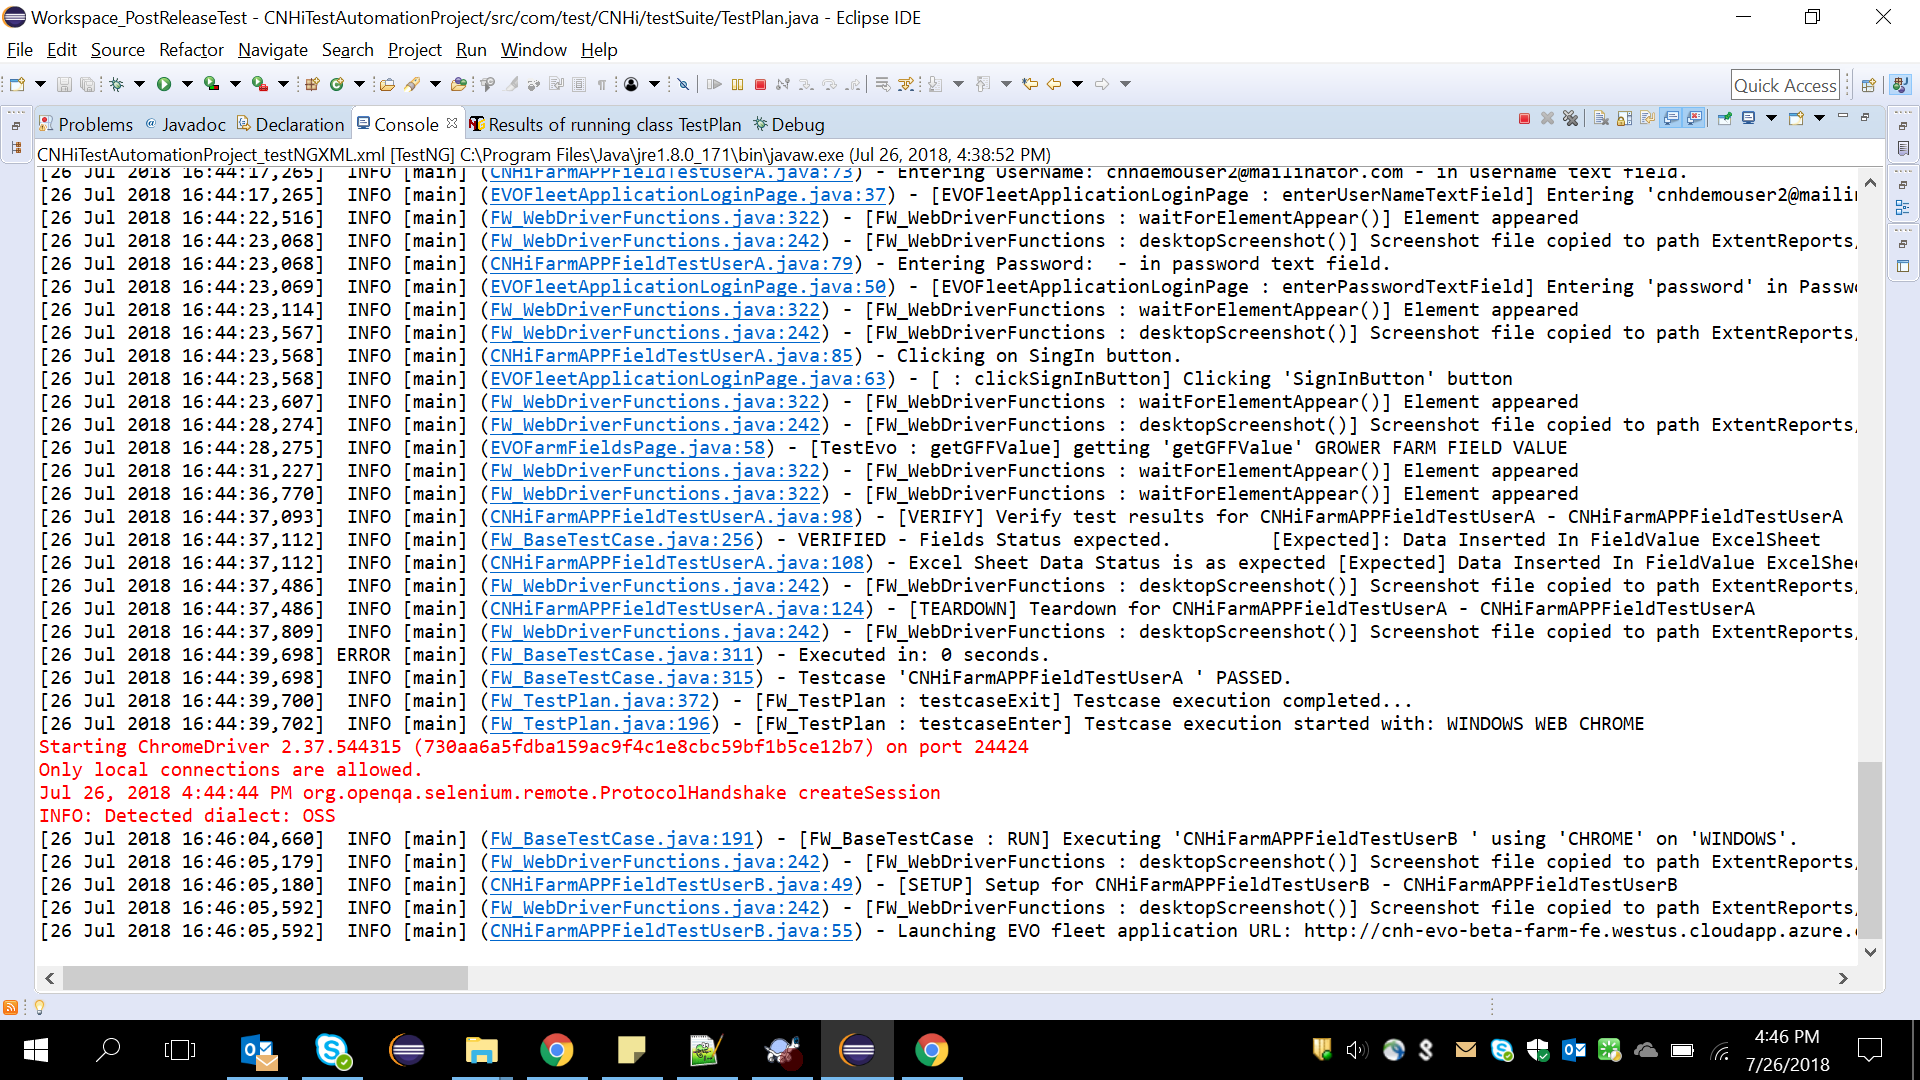 Workspace_PostReleaseTest - CNHiTestAutomationProject/src/com/test/CNHi/testSuite/TestPlan.java - Eclipse IDE
File Edit Source Refactor Navigate Search Project Run Window Help
Quick Access
Problems @ Javadoc Declaration Console Results of running class TestPlan Debug
CNHiTestAutomationProject_testNGXML.xml [TestNG] C:\Program Files\Java\jre1.8.0_171\bin\javaw.exe (Jul 26, 2018, 4:38:52 PM)
[26 Jul 2018 16:44:17,265]  INFO [main] (CNHiFarmAPPFieldTestUserA.java:73) - Entering UserName: cnhdemouser2@mailinator.com - in username text field.
[26 Jul 2018 16:44:17,265]  INFO [main] (EVOFleetApplicationLoginPage.java:37) - [EVOFleetApplicationLoginPage : enterUserNameTextField] Entering 'cnhdemouser2@mailin
[26 Jul 2018 16:44:22,516]  INFO [main] (FW_WebDriverFunctions.java:322) - [FW_WebDriverFunctions : waitForElementAppear()] Element appeared
[26 Jul 2018 16:44:23,068]  INFO [main] (FW_WebDriverFunctions.java:242) - [FW_WebDriverFunctions : desktopScreenshot()] Screenshot file copied to path ExtentReports/
[26 Jul 2018 16:44:23,068]  INFO [main] (CNHiFarmAPPFieldTestUserA.java:79) - Entering Password:  - in password text field.
[26 Jul 2018 16:44:23,069]  INFO [main] (EVOFleetApplicationLoginPage.java:50) - [EVOFleetApplicationLoginPage : enterPasswordTextField] Entering 'password' in Passwo
[26 Jul 2018 16:44:23,114]  INFO [main] (FW_WebDriverFunctions.java:322) - [FW_WebDriverFunctions : waitForElementAppear()] Element appeared
[26 Jul 2018 16:44:23,567]  INFO [main] (FW_WebDriverFunctions.java:242) - [FW_WebDriverFunctions : desktopScreenshot()] Screenshot file copied to path ExtentReports/
[26 Jul 2018 16:44:23,568]  INFO [main] (CNHiFarmAPPFieldTestUserA.java:85) - Clicking on SingIn button.
[26 Jul 2018 16:44:23,568]  INFO [main] (EVOFleetApplicationLoginPage.java:63) - [ : clickSignInButton] Clicking 'SignInButton' button
[26 Jul 2018 16:44:23,607]  INFO [main] (FW_WebDriverFunctions.java:322) - [FW_WebDriverFunctions : waitForElementAppear()] Element appeared
[26 Jul 2018 16:44:28,274]  INFO [main] (FW_WebDriverFunctions.java:242) - [FW_WebDriverFunctions : desktopScreenshot()] Screenshot file copied to path ExtentReports/
[26 Jul 2018 16:44:28,275]  INFO [main] (EVOFarmFieldsPage.java:58) - [TestEvo : getGFFValue] getting 'getGFFValue' GROWER FARM FIELD VALUE
[26 Jul 2018 16:44:31,227]  INFO [main] (FW_WebDriverFunctions.java:322) - [FW_WebDriverFunctions : waitForElementAppear()] Element appeared
[26 Jul 2018 16:44:36,770]  INFO [main] (FW_WebDriverFunctions.java:322) - [FW_WebDriverFunctions : waitForElementAppear()] Element appeared
[26 Jul 2018 16:44:37,093]  INFO [main] (CNHiFarmAPPFieldTestUserA.java:98) - [VERIFY] Verify test results for CNHiFarmAPPFieldTestUserA - CNHiFarmAPPFieldTestUserA
[26 Jul 2018 16:44:37,112]  INFO [main] (FW_BaseTestCase.java:256) - VERIFIED - Fields Status expected.         [Expected]: Data Inserted In FieldValue ExcelSheet
[26 Jul 2018 16:44:37,112]  INFO [main] (CNHiFarmAPPFieldTestUserA.java:108) - Excel Sheet Data Status is as expected [Expected] Data Inserted In FieldValue ExcelShee
[26 Jul 2018 16:44:37,486]  INFO [main] (FW_WebDriverFunctions.java:242) - [FW_WebDriverFunctions : desktopScreenshot()] Screenshot file copied to path ExtentReports/
[26 Jul 2018 16:44:37,486]  INFO [main] (CNHiFarmAPPFieldTestUserA.java:124) - [TEARDOWN] Teardown for CNHiFarmAPPFieldTestUserA - CNHiFarmAPPFieldTestUserA
[26 Jul 2018 16:44:37,809]  INFO [main] (FW_WebDriverFunctions.java:242) - [FW_WebDriverFunctions : desktopScreenshot()] Screenshot file copied to path ExtentReports/
[26 Jul 2018 16:44:39,698] ERROR [main] (FW_BaseTestCase.java:311) - Executed in: 0 seconds.
[26 Jul 2018 16:44:39,698]  INFO [main] (FW_BaseTestCase.java:315) - Testcase 'CNHiFarmAPPFieldTestUserA ' PASSED.
[26 Jul 2018 16:44:39,700]  INFO [main] (FW_TestPlan.java:372) - [FW_TestPlan : testcaseExit] Testcase execution completed...
[26 Jul 2018 16:44:39,702]  INFO [main] (FW_TestPlan.java:196) - [FW_TestPlan : testcaseEnter] Testcase execution started with: WINDOWS WEB CHROME
Starting ChromeDriver 2.37.544315 (730aa6a5fdba159ac9f4c1e8cbc59bf1b5ce12b7) on port 24424
Only local connections are allowed.
Jul 26, 2018 4:44:44 PM org.openqa.selenium.remote.ProtocolHandshake createSession
INFO: Detected dialect: OSS
[26 Jul 2018 16:46:04,660]  INFO [main] (FW_BaseTestCase.java:191) - [FW_BaseTestCase : RUN] Executing 'CNHiFarmAPPFieldTestUserB ' using 'CHROME' on 'WINDOWS'.
[26 Jul 2018 16:46:05,179]  INFO [main] (FW_WebDriverFunctions.java:242) - [FW_WebDriverFunctions : desktopScreenshot()] Screenshot file copied to path ExtentReports/
[26 Jul 2018 16:46:05,180]  INFO [main] (CNHiFarmAPPFieldTestUserB.java:49) - [SETUP] Setup for CNHiFarmAPPFieldTestUserB - CNHiFarmAPPFieldTestUserB
[26 Jul 2018 16:46:05,592]  INFO [main] (FW_WebDriverFunctions.java:242) - [FW_WebDriverFunctions : desktopScreenshot()] Screenshot file copied to path ExtentReports/
[26 Jul 2018 16:46:05,592]  INFO [main] (CNHiFarmAPPFieldTestUserB.java:55) - Launching EVO fleet application URL: http://cnh-evo-beta-farm-fe.westus.cloudapp.azure.
4:46 PM
7/26/2018